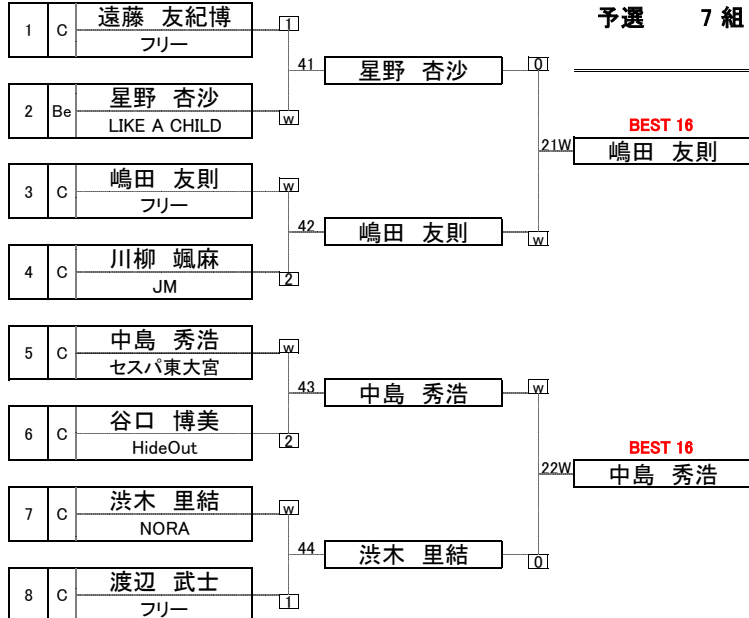 予選 7 組
1 C 遠藤 友紀博 1
フリー
41 星野 杏沙 0
2 Be 星野 杏沙 w
LIKE A CHILD
BEST 16
21W 嶋田 友則
3 C 嶋田 友則 w
フリー
42 嶋田 友則 w
4 C 川柳 颯麻 2
JM
5 C 中島 秀浩 w
セスパ東大宮
43 中島 秀浩 w
6 C 谷口 博美 2
HideOut
BEST 16
22W 中島 秀浩
7 C 渋木 里結 w
NORA
44 渋木 里結 0
8 C 渡辺 武士 1
フリー